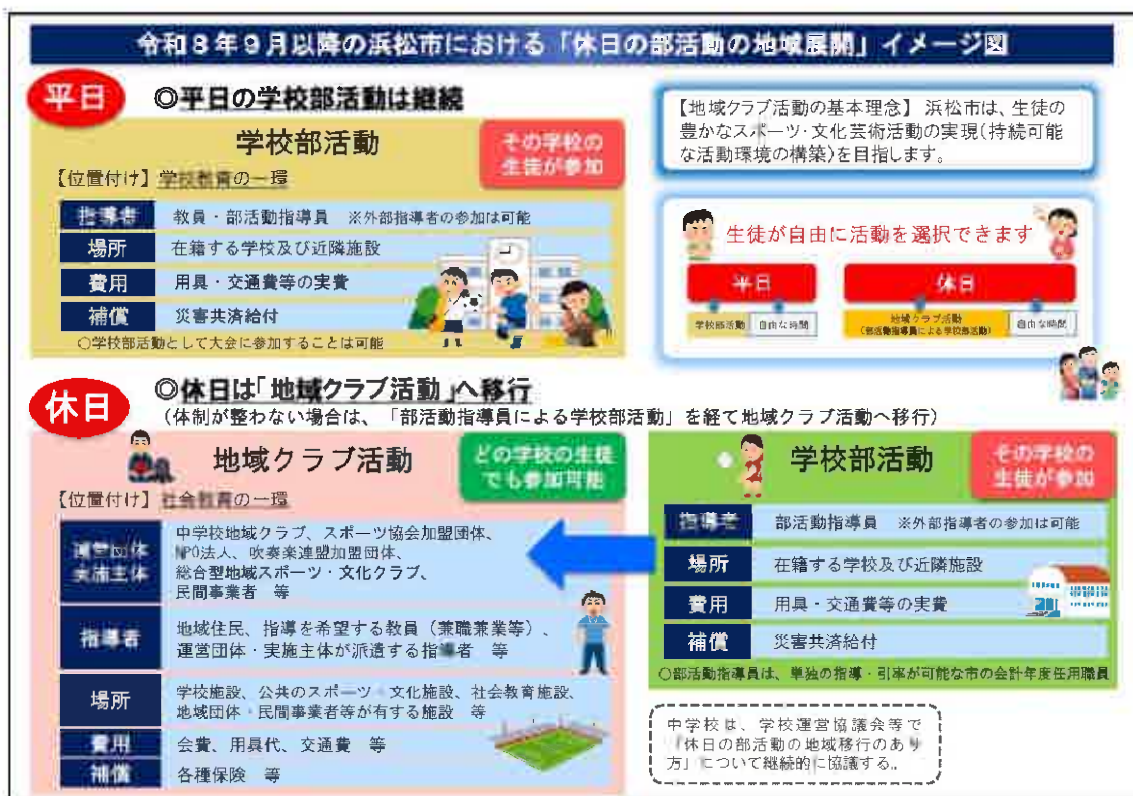 令和8年9月以降の浜松市における「休日の部活動の地域展開」イメージ図
平日
◎平日の学校部活動は継続
学校部活動
その学校の
生徒が参加
【位置付け】学校教育の一環
指導者 教員・部活動指導員 ※外部指導者の参加は可能
場所 在籍する学校及び近隣施設
費用 用具・交通費等の実費
補償 災害共済給付
○学校部活動として大会に参加することは可能
【地域クラブ活動の基本理念】 浜松市は、生徒の
豊かなスポーツ・文化芸術活動の実現(持続可能
な活動環境の構築)を目指します。
生徒が自由に活動を選択できます
平日
休日
学校部活動
自由な時間
地域クラブ活動
(部活動指導員による学校部活動)
自由な時間
休日
◎休日は「地域クラブ活動」へ移行
(体制が整わない場合は、「部活動指導員による学校部活動」を経て地域クラブ活動へ移行)
地域クラブ活動
どの学校の生徒
でも参加可能
【位置付け】社会教育の一環
運営団体
実施主体
中学校地域クラブ、スポーツ協会加盟団体、
NPO法人、吹奏楽連盟加盟団体、
総合型地域スポーツ・文化クラブ、
民間事業者 等
指導者
地域住民、指導を希望する教員(兼職兼業等)、
運営団体・実施主体が派遣する指導者 等
場所
学校施設、公共のスポーツ・文化施設、社会教育施設、
地域団体・民間事業者等が有する施設 等
費用 会費、用具代、交通費 等
補償 各種保険 等
学校部活動
その学校の
生徒が参加
指導者 部活動指導員 ※外部指導者の参加は可能
場所 在籍する学校及び近隣施設
費用 用具・交通費等の実費
補償 災害共済給付
○部活動指導員は、単独の指導・引率が可能な市の会計年度任用職員
中学校は、学校運営協議会等で
「休日の部活動の地域移行のあり
方」について継続的に協議する。